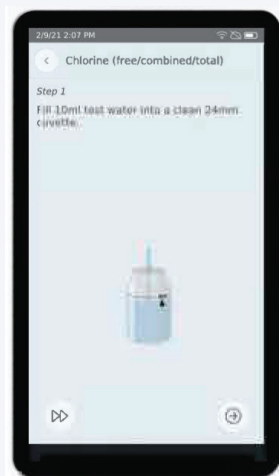 2/9/21 2:07 PM
Chlorine (free/combined/total)
Step 1
Fill 10ml test water into a clean 24mm
cuvette.